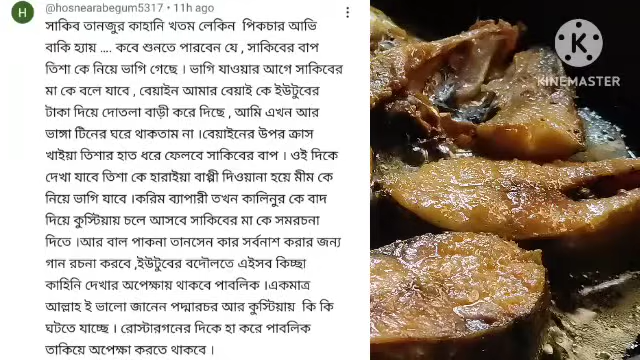 @hosnearabegum5317 • 11h ago
সাকিব তানজুর কাহানি খতম লেকিন পিকচার আভি
বাকি হ্যায় .... কবে শুনতে পারবেন যে , সাকিবের বাপ
তিশা কে নিয়ে ভাগি গেছে । ভাগি যাওয়ার আগে সাকিবের
মা কে বলে যাবে , বেয়াইন আমার বেয়াই কে ইউটুবের
টাকা দিয়ে দোতলা বাড়ী করে দিছে , আমি এখন আর
ভাঙ্গা টিনের ঘরে থাকতাম না ।বেয়াইনের উপর ক্রাস
খাইয়া তিশার হাত ধরে ফেলবে সাকিবের বাপ । ওই দিকে
দেখা যাবে তিশা কে হারাইয়া বাপ্পী দিওয়ানা হয়ে মীম কে
নিয়ে ভাগি যাবে ।করিম ব্যাপারী তখন কালিনুর কে বাদ
দিয়ে কুস্টিয়ায় চলে আসবে সাকিবের মা কে সমরচনা
দিতে ।আর বাল পাকনা তানসেন কার সর্বনাশ করার জন্য
গান রচনা করবে ,ইউটুবের বদৌলতে এইসব কিচ্ছা
কাহিনি দেখার অপেক্ষায় থাকবে পাবলিক ।একমাত্র
আল্লাহ ই ভালো জানেন পদ্মারচর আর কুস্টিয়ায় কি কি
ঘটতে যাচ্ছে । রোস্টারগনের দিকে হা করে পাবলিক
তাকিয়ে অপেক্ষা করতে থাকবে ।
H
KINEMASTER